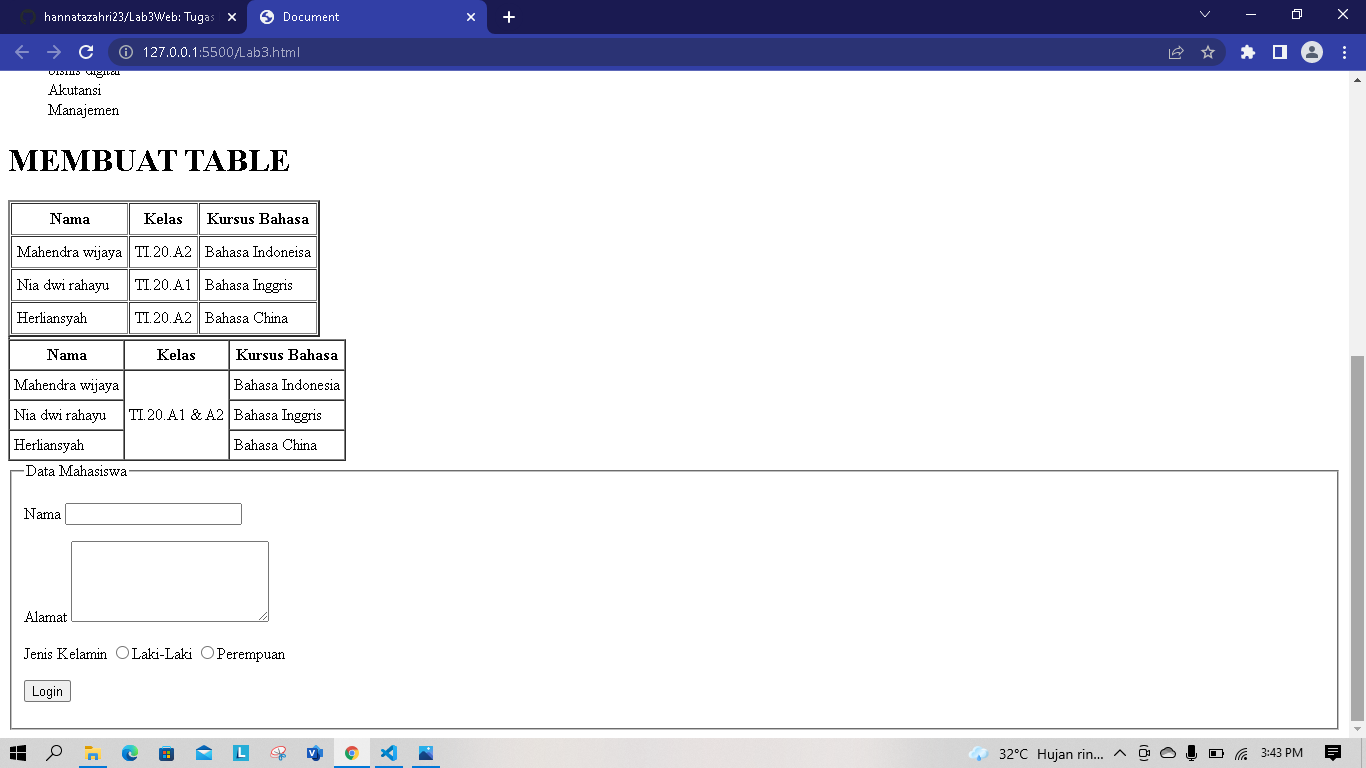 hannatazahri23/Lab3Web: Tugas
Document
127.0.0.1:5500/Lab3.html
bisnis digital
Akutansi
Manajemen
MEMBUAT TABLE
Nama Kelas Kursus Bahasa
Mahendra wijaya TI.20.A2 Bahasa Indoneisa
Nia dwi rahayu TI.20.A1 Bahasa Inggris
Herliansyah TI.20.A2 Bahasa China
Nama Kelas Kursus Bahasa
Mahendra wijaya Bahasa Indonesia
Nia dwi rahayu TI.20.A1 & A2 Bahasa Inggris
Herliansyah Bahasa China
Data Mahasiswa
Nama
Alamat
Jenis Kelamin Laki-Laki Perempuan
Login
32°C Hujan rin... 3:43 PM